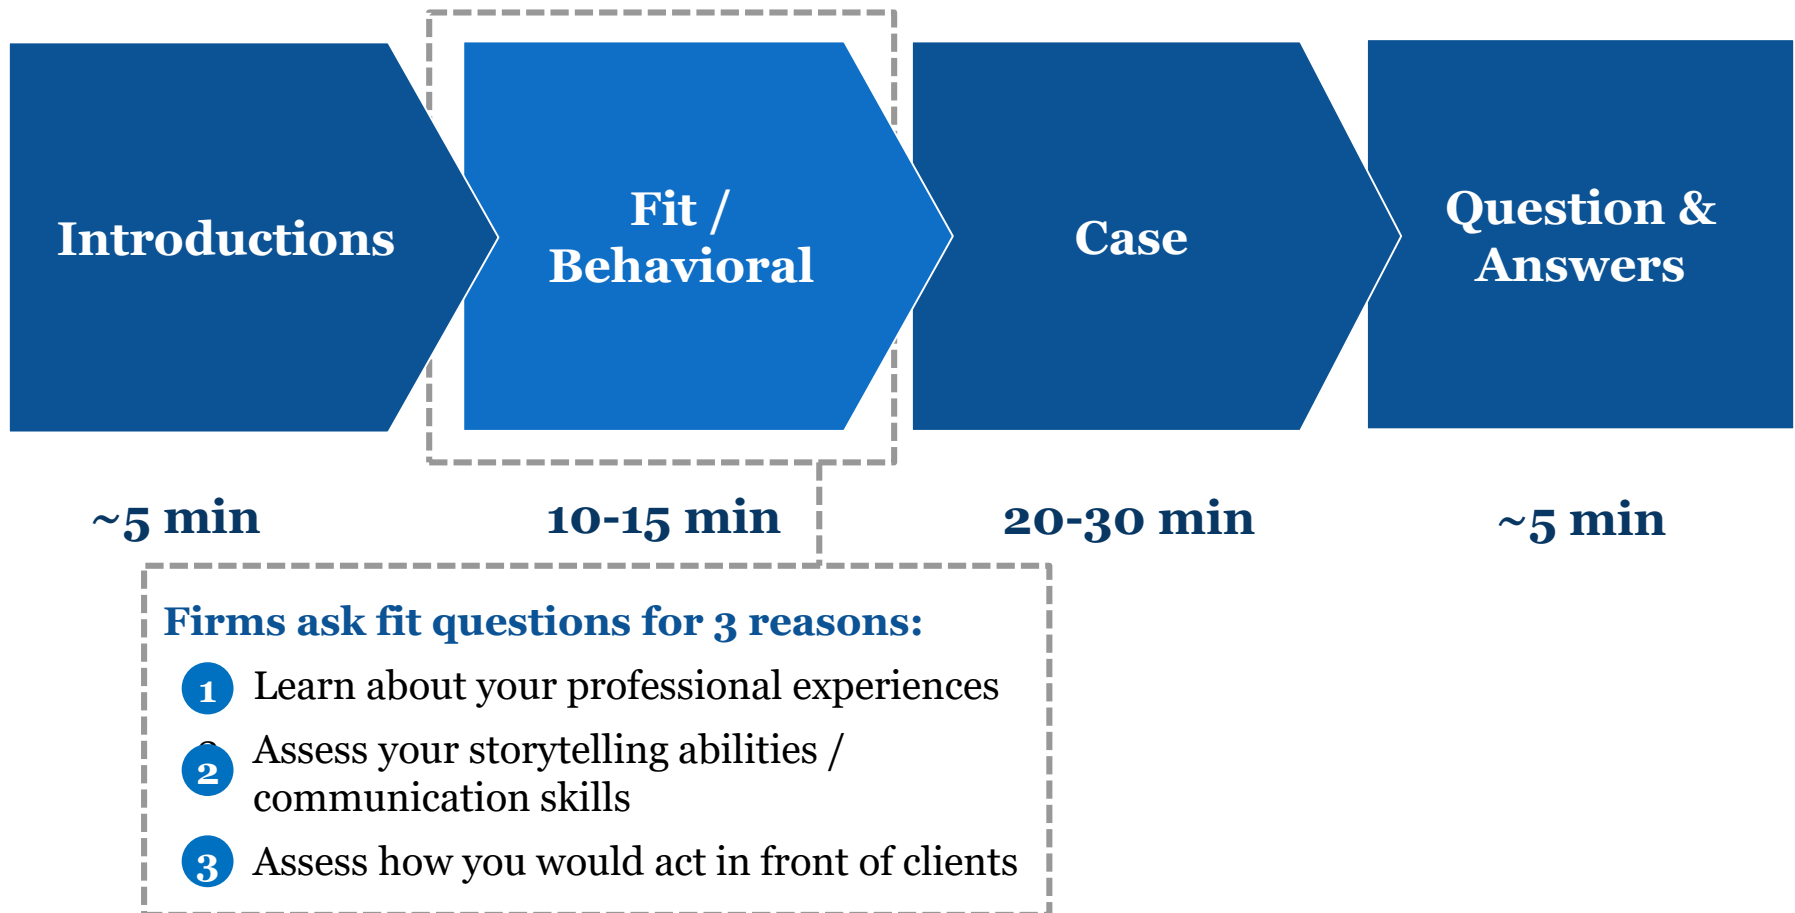 Introductions
Fit /
Behavioral
Case
Question &
Answers
~5 min
10-15 min
20-30 min
~5 min
Firms ask fit questions for 3 reasons:
1 Learn about your professional experiences
2 Assess your storytelling abilities /
communication skills
3 Assess how you would act in front of clients